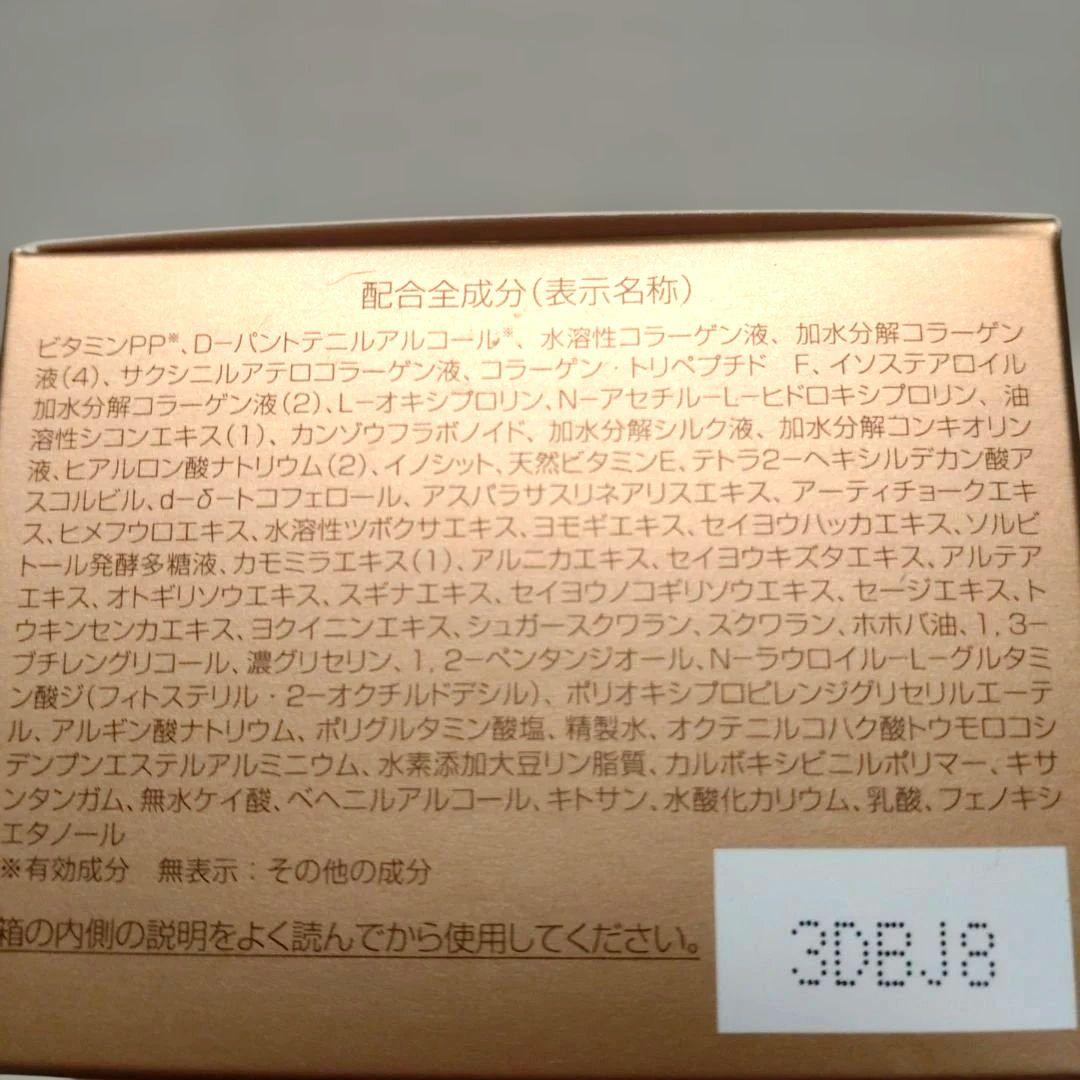 配合全成分(表示名称)
ビタミンPP※、D−パントテニルアルコール※、水溶性コラーゲン液、加水分解コラーゲン
液(4)、サクシニルアテロコラーゲン液、コラーゲン・トリペプチド F、イソステアロイル
加水分解コラーゲン液(2)、L−オキシプロリン、N−アセチル−L−ヒドロキシプロリン、油
溶性シコンエキス(1)、カンゾウフラボノイド、加水分解シルク液、加水分解コンキオリン
液、ヒアルロン酸ナトリウム(2)、イノシット、天然ビタミンE、テトラ2−ヘキシルデカン酸ア
スコルビル、d−δ−トコフェロール、アスパラサスリネアリスエキス、アーティチョークエキ
ス、ヒメフウロエキス、水溶性ツボクサエキス、ヨモギエキス、セイヨウハッカエキス、ソルビ
トール発酵多糖液、カモミラエキス(1)、アルニカエキス、セイヨウキズタエキス、アルテア
エキス、オトギリソウエキス、スギナエキス、セイヨウノコギリソウエキス、セージエキス、ト
ウキンセンカエキス、ヨクイニンエキス、シュガースクワラン、スクワラン、ホホバ油、1,3−
ブチレングリコール、濃グリセリン、1,2−ペンタンジオール、N−ラウロイル−L−グルタミ
ン酸ジ(フィトステリル・2−オクチルドデシル)、ポリオキシプロピレンジグリセリルエーテ
ル、アルギン酸ナトリウム、ポリグルタミン酸塩、精製水、オクテニルコハク酸トウモロコシ
デンプンエステルアルミニウム、水素添加大豆リン脂質、カルボキシビニルポリマー、キサ
ンタンガム、無水ケイ酸、ベヘニルアルコール、キトサン、水酸化カリウム、乳酸、フェノキシ
エタノール
※有効成分 無表示:その他の成分
箱の内側の説明をよく読んでから使用してください。
3DBJ8